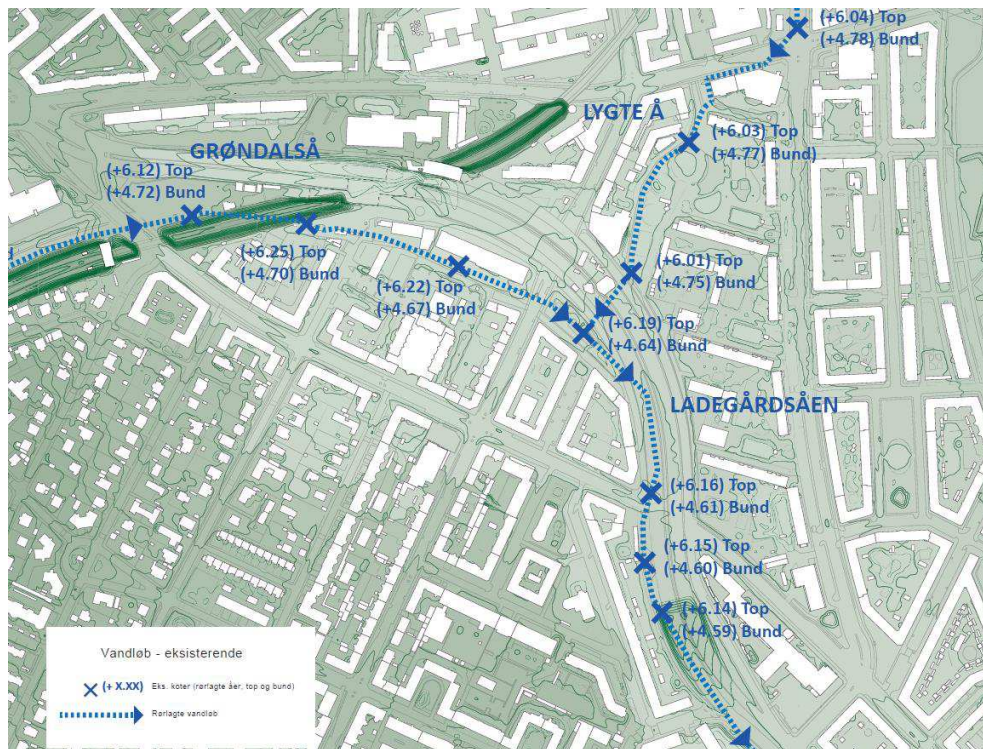 (+6.04) Top
(+4.78) Bund
LYGTE Å
(+6.03) Top
(+4.77) Bund)
GRØNDALSÅ
(+6.12) Top
(+4.72) Bund
(+6.25) Top
(+4.70) Bund
(+6.22) Top
(+4.67) Bund
(+6.01) Top
(+4.75) Bund
(+6.19) Top
(+4.64) Bund
LADEGÅRDSÅEN
(+6.16) Top
(+4.61) Bund
(+6.15) Top
(+4.60) Bund
(+6.14) Top
(+4.59) Bund
Vandløb - eksisterende
(+ X.XX) Eks. koter (rørlagte åer, top og bund)
Rørlagte vandløb